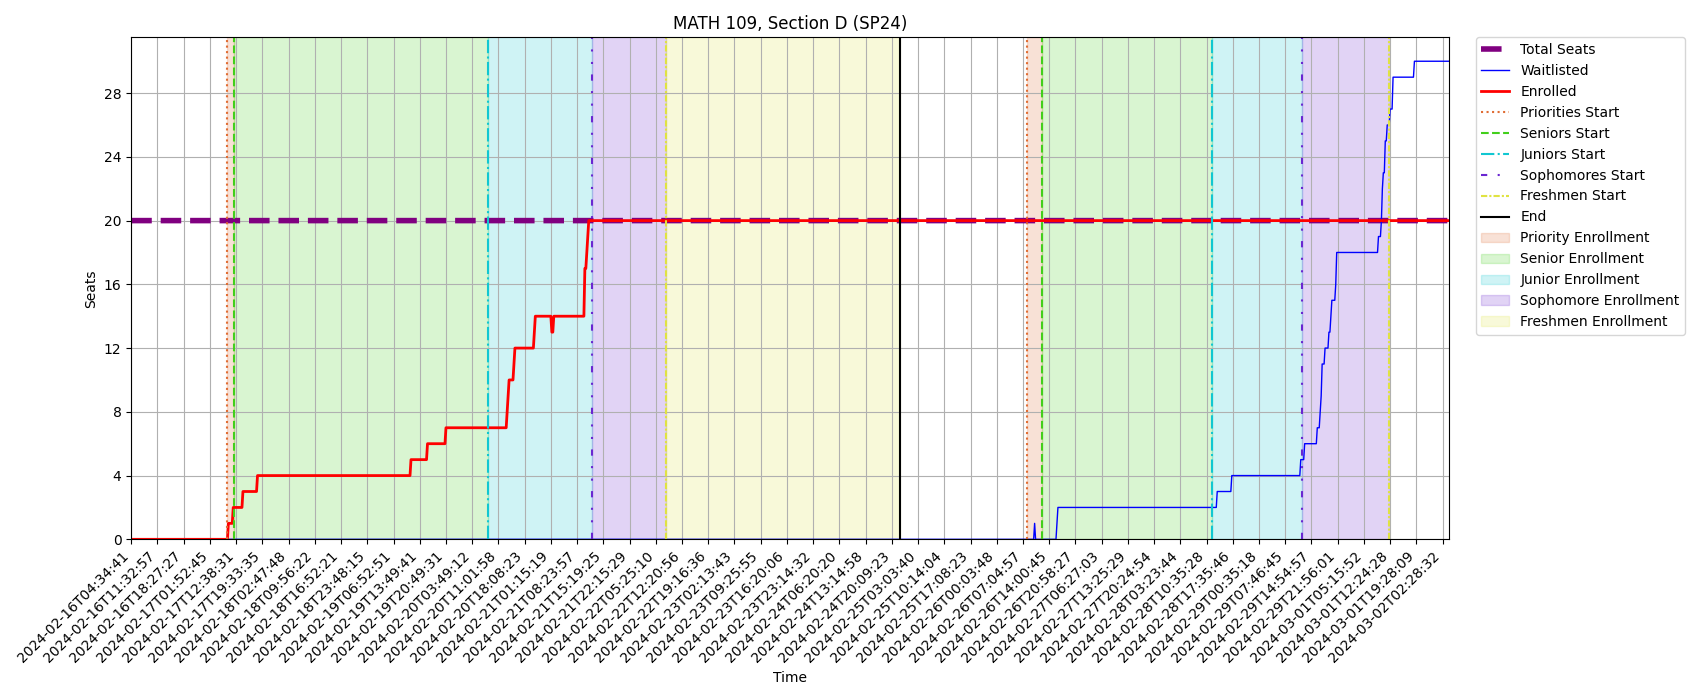 MATH 109, Section D (SP24)
Seats
28
24
20
16
12
8
4
0
2024-02-16T04:34:41
2024-02-16T11:32:57
2024-02-16T18:27:27
2024-02-17T01:52:45
2024-02-17T12:38:31
2024-02-17T19:33:35
2024-02-18T02:47:48
2024-02-18T09:56:22
2024-02-18T16:52:21
2024-02-18T23:48:15
2024-02-19T06:52:51
2024-02-19T13:49:41
2024-02-19T20:49:31
2024-02-20T03:49:12
2024-02-20T11:01:58
2024-02-20T18:08:23
2024-02-21T01:15:19
2024-02-21T08:23:57
2024-02-21T15:19:25
2024-02-21T22:15:29
2024-02-22T05:25:10
2024-02-22T12:20:56
2024-02-22T19:16:36
2024-02-23T02:13:43
2024-02-23T09:25:55
2024-02-23T16:20:06
2024-02-23T23:14:32
2024-02-24T06:20:20
2024-02-24T13:14:58
2024-02-24T20:09:23
2024-02-25T03:03:40
2024-02-25T10:14:04
2024-02-25T17:08:23
2024-02-26T00:03:48
2024-02-26T07:04:57
2024-02-26T14:00:45
2024-02-26T20:58:27
2024-02-27T06:27:03
2024-02-27T13:25:29
2024-02-27T20:24:54
2024-02-28T03:23:44
2024-02-28T10:35:28
2024-02-28T17:35:46
2024-02-29T00:35:18
2024-02-29T07:46:45
2024-02-29T14:54:57
2024-02-29T21:56:01
2024-03-01T05:15:52
2024-03-01T12:24:28
2024-03-01T19:28:09
2024-03-02T02:28:32
Time
Total Seats
Waitlisted
Enrolled
Priorities Start
Seniors Start
Juniors Start
Sophomores Start
Freshmen Start
End
Priority Enrollment
Senior Enrollment
Junior Enrollment
Sophomore Enrollment
Freshmen Enrollment